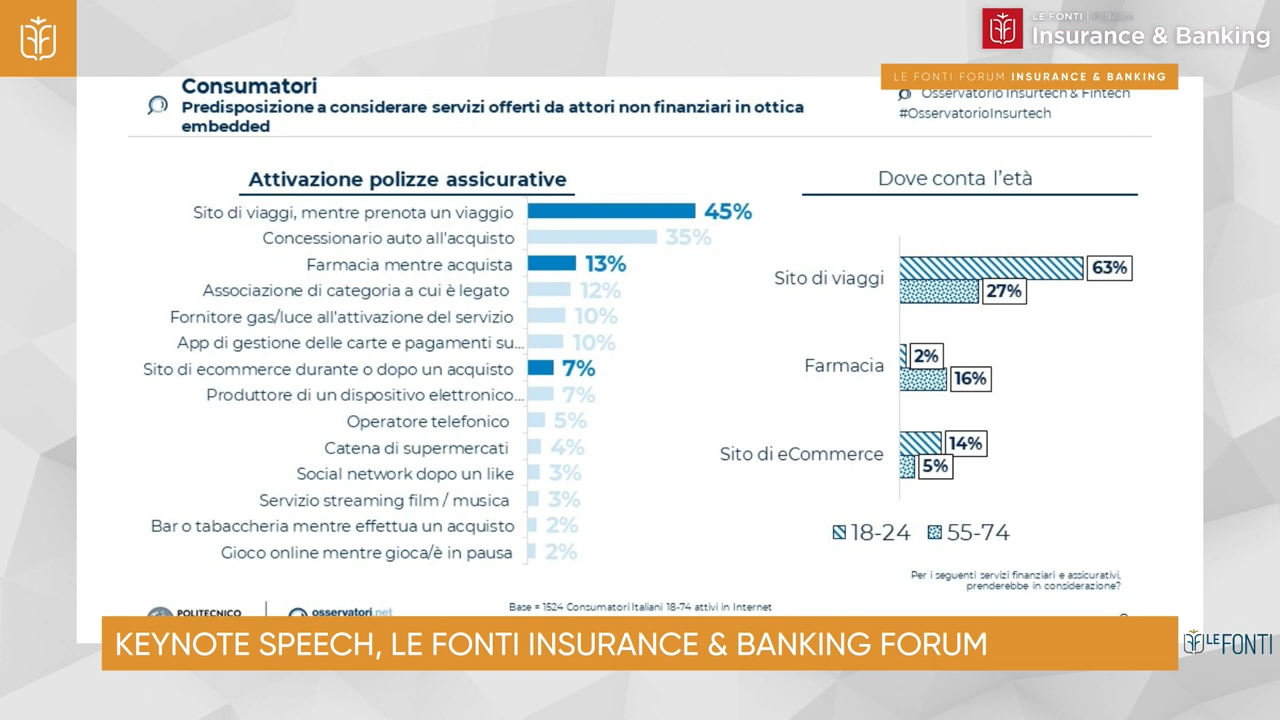 LE FONTI
Insurance & Banking
LE FONTI FORUM INSURANCE & BANKING
Consumatori
Predisposizione a considerare servizi offerti da attori non finanziari in ottica
embedded
Osservatorio Insurtech & Fintech
#OsservatorioInsurtech
Attivazione polizze assicurative
Sito di viaggi, mentre prenota un viaggio 45%
Concessionario auto all'acquisto 35%
Farmacia mentre acquista 13%
Associazione di categoria a cui è legato 12%
Fornitore gas/luce all'attivazione del servizio 10%
App di gestione delle carte e pagamenti su... 10%
Sito di ecommerce durante o dopo un acquisto 7%
Produttore di un dispositivo elettronico... 7%
Operatore telefonico 5%
Catena di supermercati 4%
Social network dopo un like 3%
Servizio streaming film / musica 3%
Bar o tabaccheria mentre effettua un acquisto 2%
Gioco online mentre gioca/è in pausa 2%
Dove conta l'età
Sito di viaggi 63%
27%
Farmacia 2%
16%
Sito di eCommerce 14%
5%
18-24 55-74
Per i seguenti servizi finanziari e assicurativi,
prenderebbe in considerazione?
Base = 1524 Consumatori Italiani 18-74 attivi in Internet
POLITECNICO
osservatori.net
KEYNOTE SPEECH, LE FONTI INSURANCE & BANKING FORUM
LE FONTI